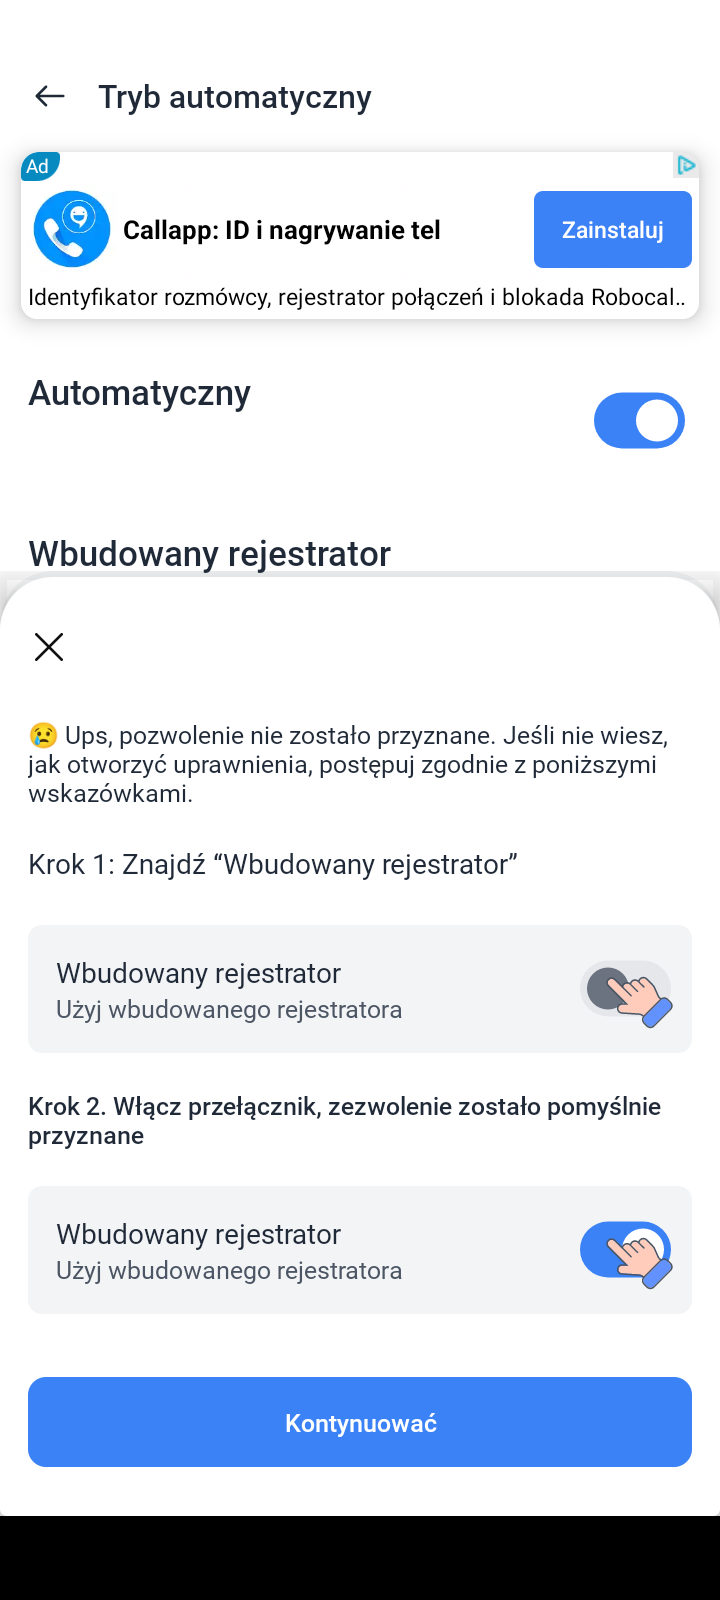 Tryb automatyczny
Ad
Callapp: ID i nagrywanie tel
Zainstaluj
Identyfikator rozmówcy, rejestrator połączeń i blokada Robocal..
Automatyczny
Wbudowany rejestrator
😢 Ups, pozwolenie nie zostało przyznane. Jeśli nie wiesz,
jak otworzyć uprawnienia, postępuj zgodnie z poniższymi
wskazówkami.
Krok 1: Znajdź “Wbudowany rejestrator”
Wbudowany rejestrator
Użyj wbudowanego rejestratora
Krok 2. Włącz przełącznik, zezwolenie zostało pomyślnie
przyznane
Wbudowany rejestrator
Użyj wbudowanego rejestratora
Kontynuować